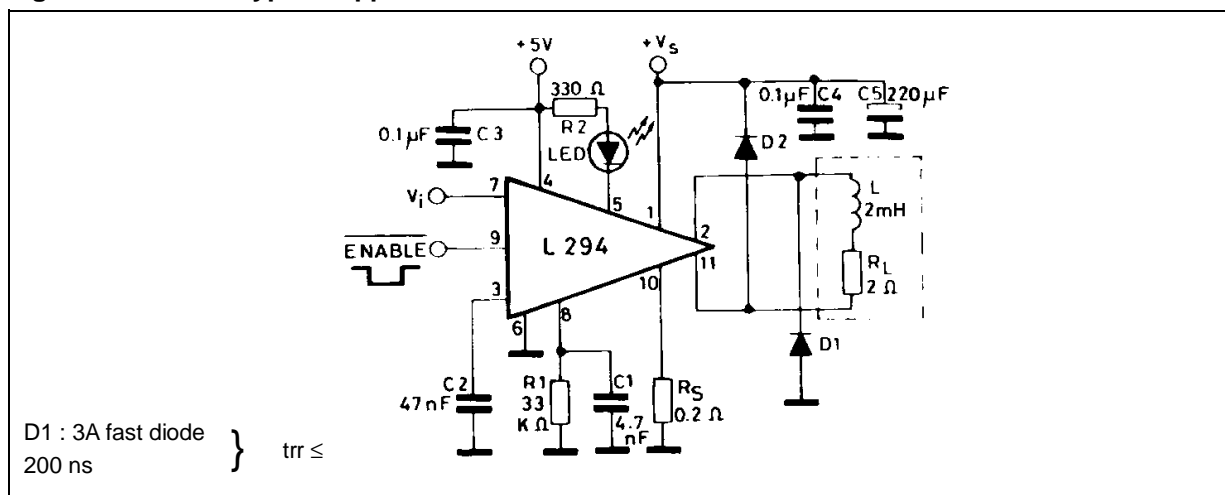 +5V
+Vs
330 Ω
R2
LED
0.1µF
C3
0.1µF C4
C5 220µF
D2
Vi
7
4
5
1
2
11
L
2mH
RL
2 Ω
ENABLE
9
L 294
10
3
6
8
D1
C2
47nF
R1
33
KΩ
C1
4.7
nF
RS
0.2 Ω
D1 : 3A fast diode
200 ns
} trr ≤